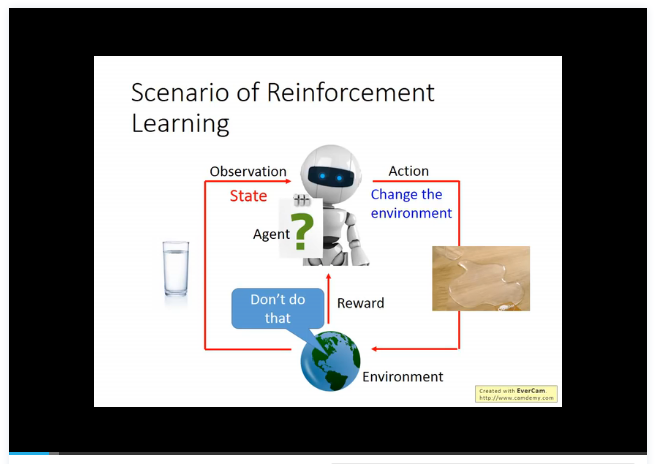 Scenario of Reinforcement
Learning
Observation
Action
State
Change the
environment
Agent
?
Don't do
that
Reward
Environment
Created with EverCam.
http://www.camdemy.com